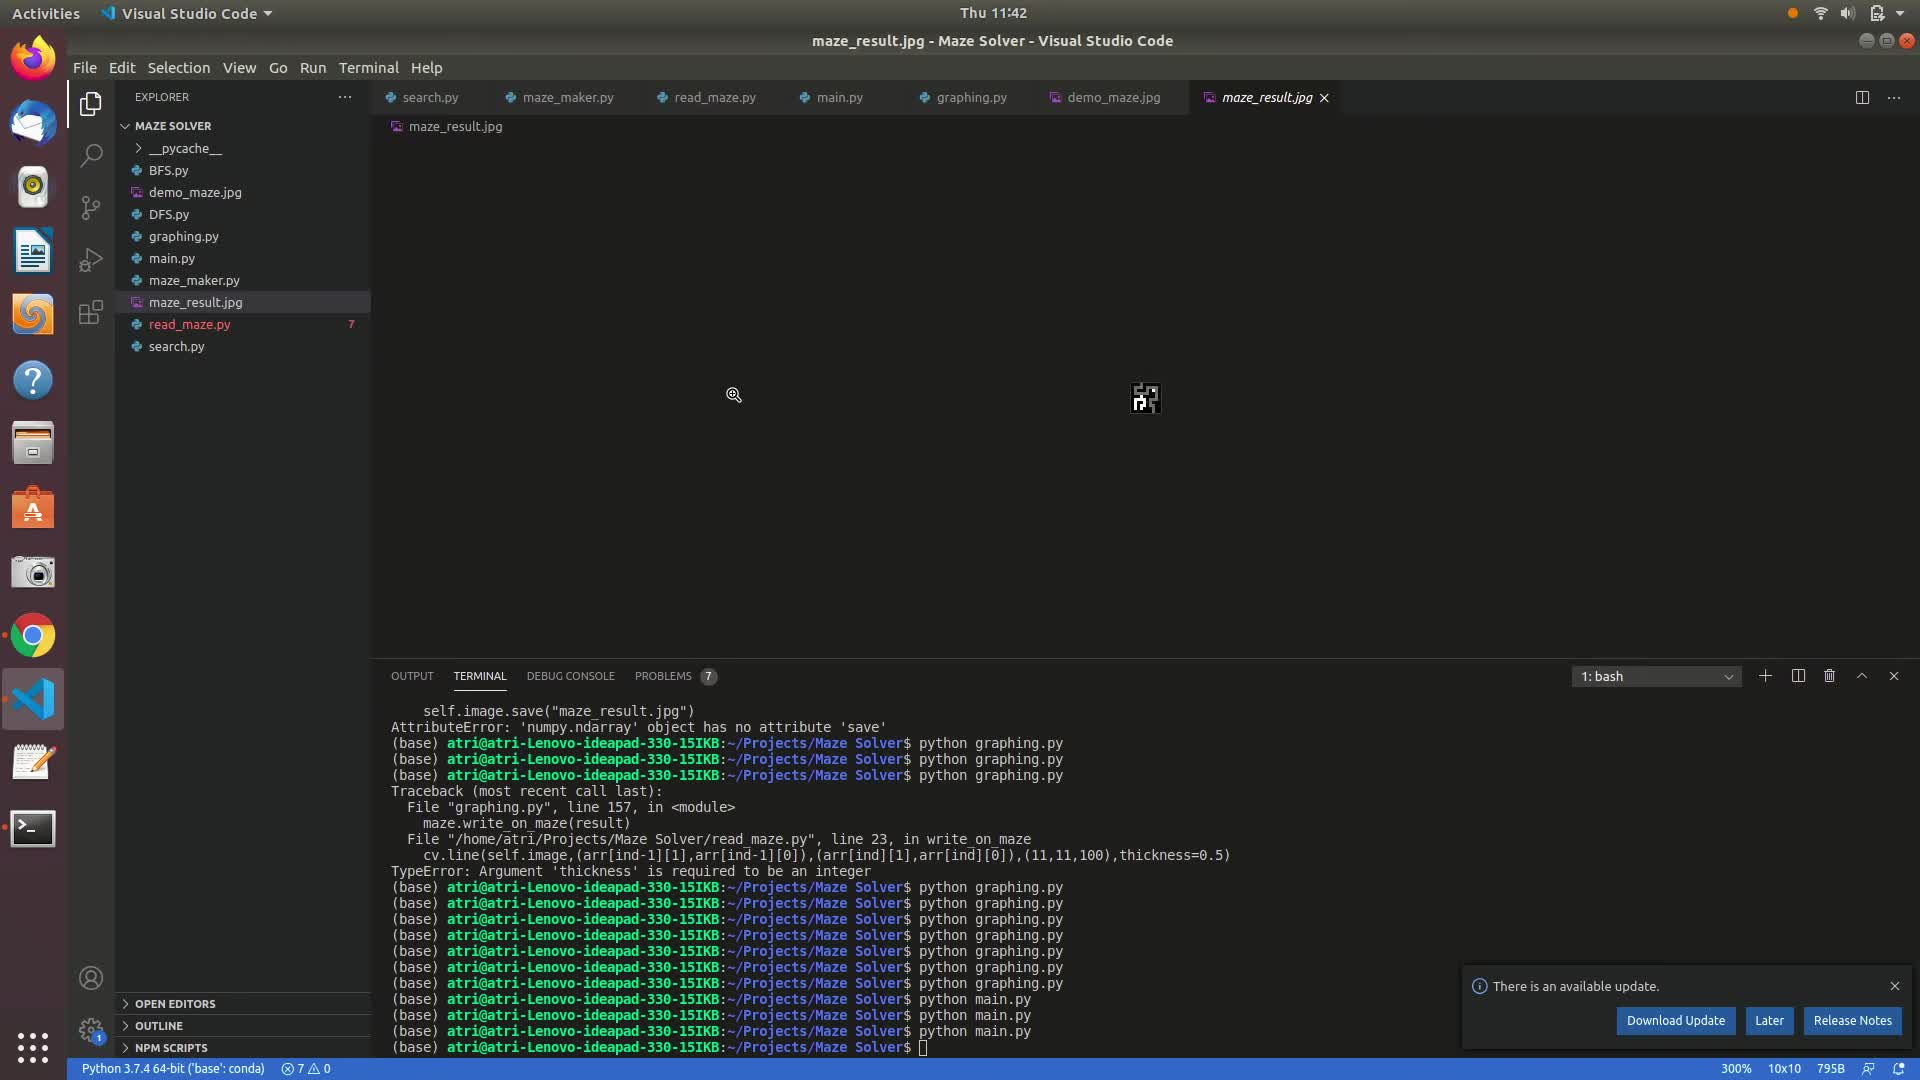 Activities Visual Studio Code Thu 11:42
maze_result.jpg - Maze Solver - Visual Studio Code
File Edit Selection View Go Run Terminal Help
EXPLORER
search.py maze_maker.py read_maze.py main.py graphing.py demo_maze.jpg maze_result.jpg
MAZE SOLVER
maze_result.jpg
__pycache__
BFS.py
demo_maze.jpg
DFS.py
graphing.py
main.py
maze_maker.py
maze_result.jpg
read_maze.py 7
search.py
OUTPUT TERMINAL DEBUG CONSOLE PROBLEMS 7 1: bash
self.image.save("maze_result.jpg")
AttributeError: 'numpy.ndarray' object has no attribute 'save'
(base) atri@atri-Lenovo-ideapad-330-15IKB:~/Projects/Maze Solver$ python graphing.py
(base) atri@atri-Lenovo-ideapad-330-15IKB:~/Projects/Maze Solver$ python graphing.py
(base) atri@atri-Lenovo-ideapad-330-15IKB:~/Projects/Maze Solver$ python graphing.py
Traceback (most recent call last):
File "graphing.py", line 157, in <module>
maze.write_on_maze(result)
File "/home/atri/Projects/Maze Solver/read_maze.py", line 23, in write_on_maze
cv.line(self.image,(arr[ind-1][1],arr[ind-1][0]),(arr[ind][1],arr[ind][0]),(11,11,100),thickness=0.5)
TypeError: Argument 'thickness' is required to be an integer
(base) atri@atri-Lenovo-ideapad-330-15IKB:~/Projects/Maze Solver$ python graphing.py
(base) atri@atri-Lenovo-ideapad-330-15IKB:~/Projects/Maze Solver$ python graphing.py
(base) atri@atri-Lenovo-ideapad-330-15IKB:~/Projects/Maze Solver$ python graphing.py
(base) atri@atri-Lenovo-ideapad-330-15IKB:~/Projects/Maze Solver$ python graphing.py
(base) atri@atri-Lenovo-ideapad-330-15IKB:~/Projects/Maze Solver$ python graphing.py
(base) atri@atri-Lenovo-ideapad-330-15IKB:~/Projects/Maze Solver$ python graphing.py
(base) atri@atri-Lenovo-ideapad-330-15IKB:~/Projects/Maze Solver$ python graphing.py
(base) atri@atri-Lenovo-ideapad-330-15IKB:~/Projects/Maze Solver$ python main.py
(base) atri@atri-Lenovo-ideapad-330-15IKB:~/Projects/Maze Solver$ python main.py
(base) atri@atri-Lenovo-ideapad-330-15IKB:~/Projects/Maze Solver$ python main.py
(base) atri@atri-Lenovo-ideapad-330-15IKB:~/Projects/Maze Solver$
There is an available update.
Download Update Later Release Notes
OPEN EDITORS
OUTLINE
1
NPM SCRIPTS
Python 3.7.4 64-bit ('base': conda) 7 0 300% 10x10 795B